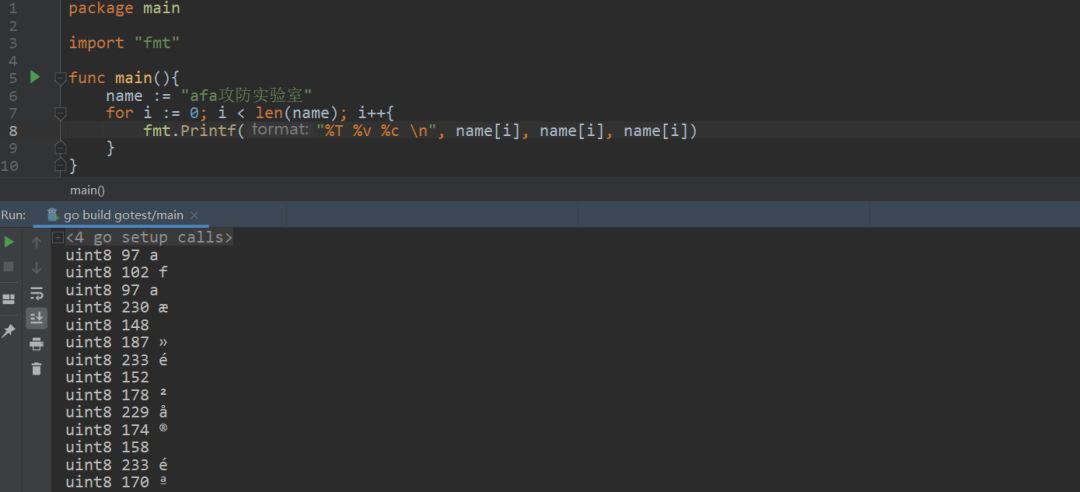 1 package main
2
3 import "fmt"
4
5 func main(){
6 name := "afa攻防实验室"
7 for i := 0; i < len(name); i++{
8 fmt.Printf( format: "%T %v %c \n", name[i], name[i], name[i])
9 }
10 }
main()
Run: go build gotest/main ×
<4 go setup calls>
uint8 97 a
uint8 102 f
uint8 97 a
uint8 230 æ
uint8 148
uint8 187 »
uint8 233 é
uint8 152
uint8 178 ²
uint8 229 å
uint8 174 ®
uint8 158
uint8 233 é
uint8 170 ª